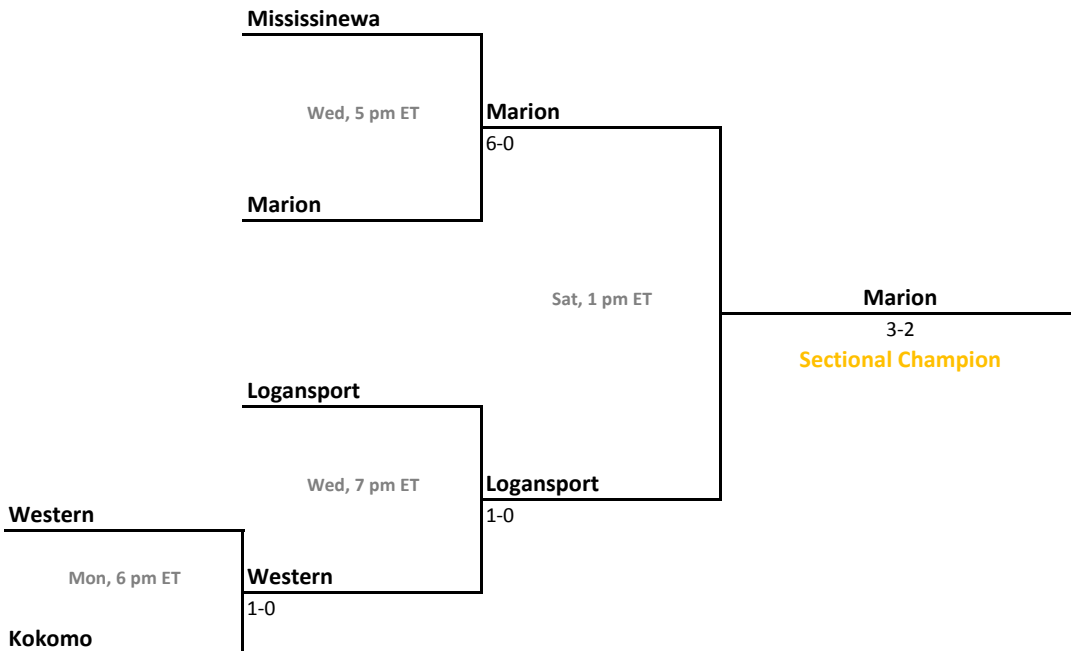 Mississinewa
Wed, 5 pm ET
Marion
6-0
Marion
Sat, 1 pm ET
Marion
3-2
Sectional Champion
Logansport
Wed, 7 pm ET
Logansport
1-0
Western
Mon, 6 pm ET
Western
1-0
Kokomo